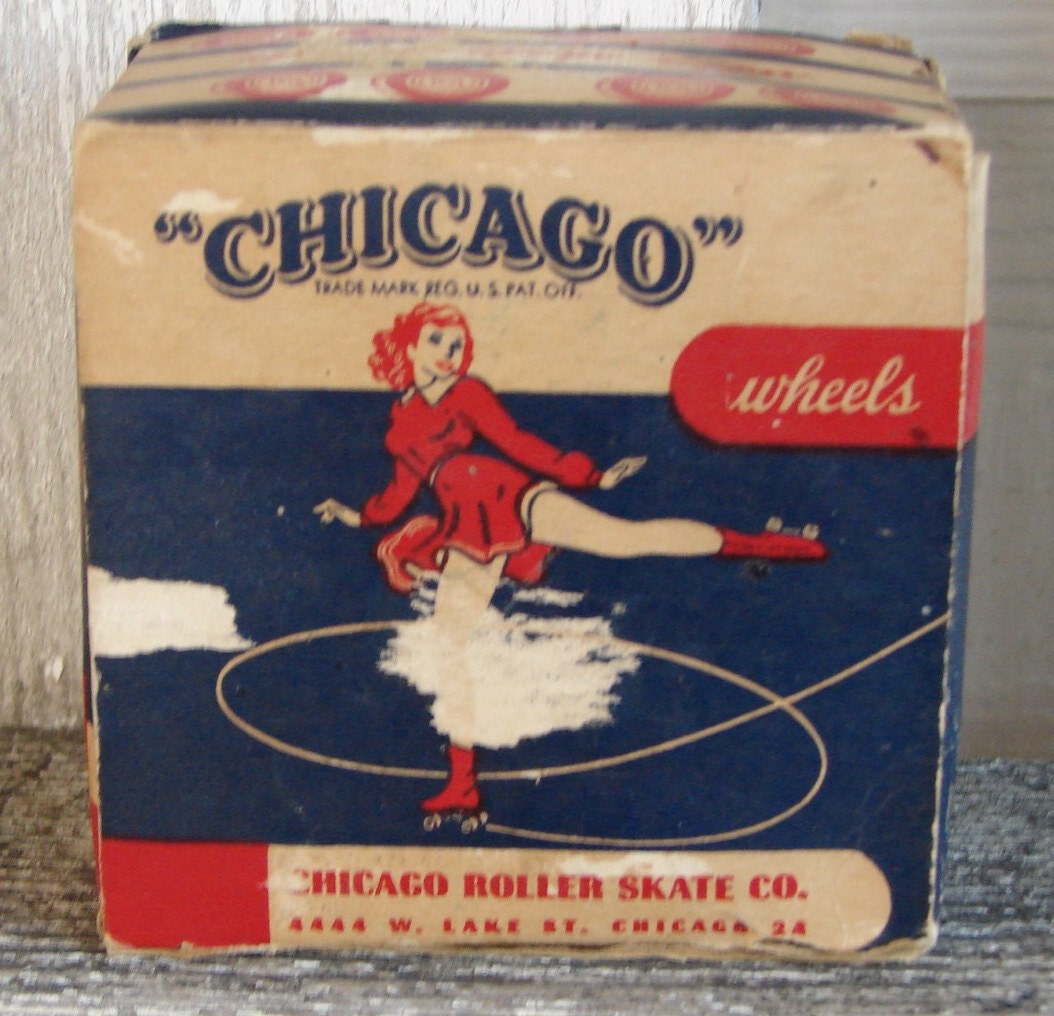 “CHICAGO”
TRADE MARK REG. U. S. PAT. OFF.
wheels
CHICAGO ROLLER SKATE CO.
4444 W. LAKE ST. CHICAGO 24